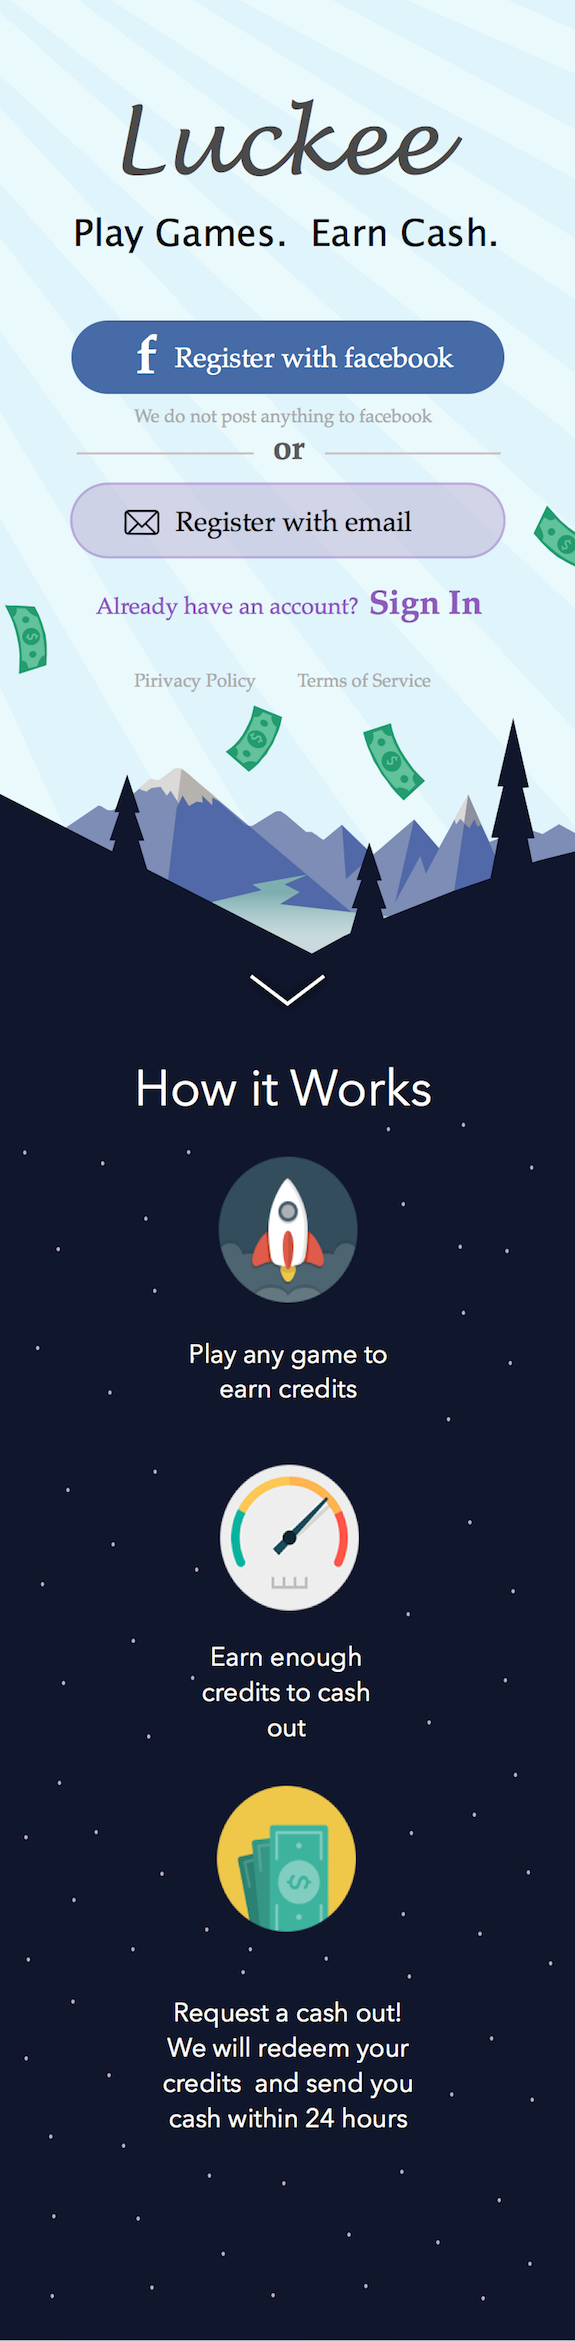 Luckee
Play Games.  Earn Cash.
f Register with facebook
We do not post anything to facebook
or
Register with email
Already have an account? Sign In
Pirivacy Policy Terms of Service
How it Works
Play any game to
earn credits
Earn enough
credits to cash
out
Request a cash out!
We will redeem your
credits  and send you
cash within 24 hours